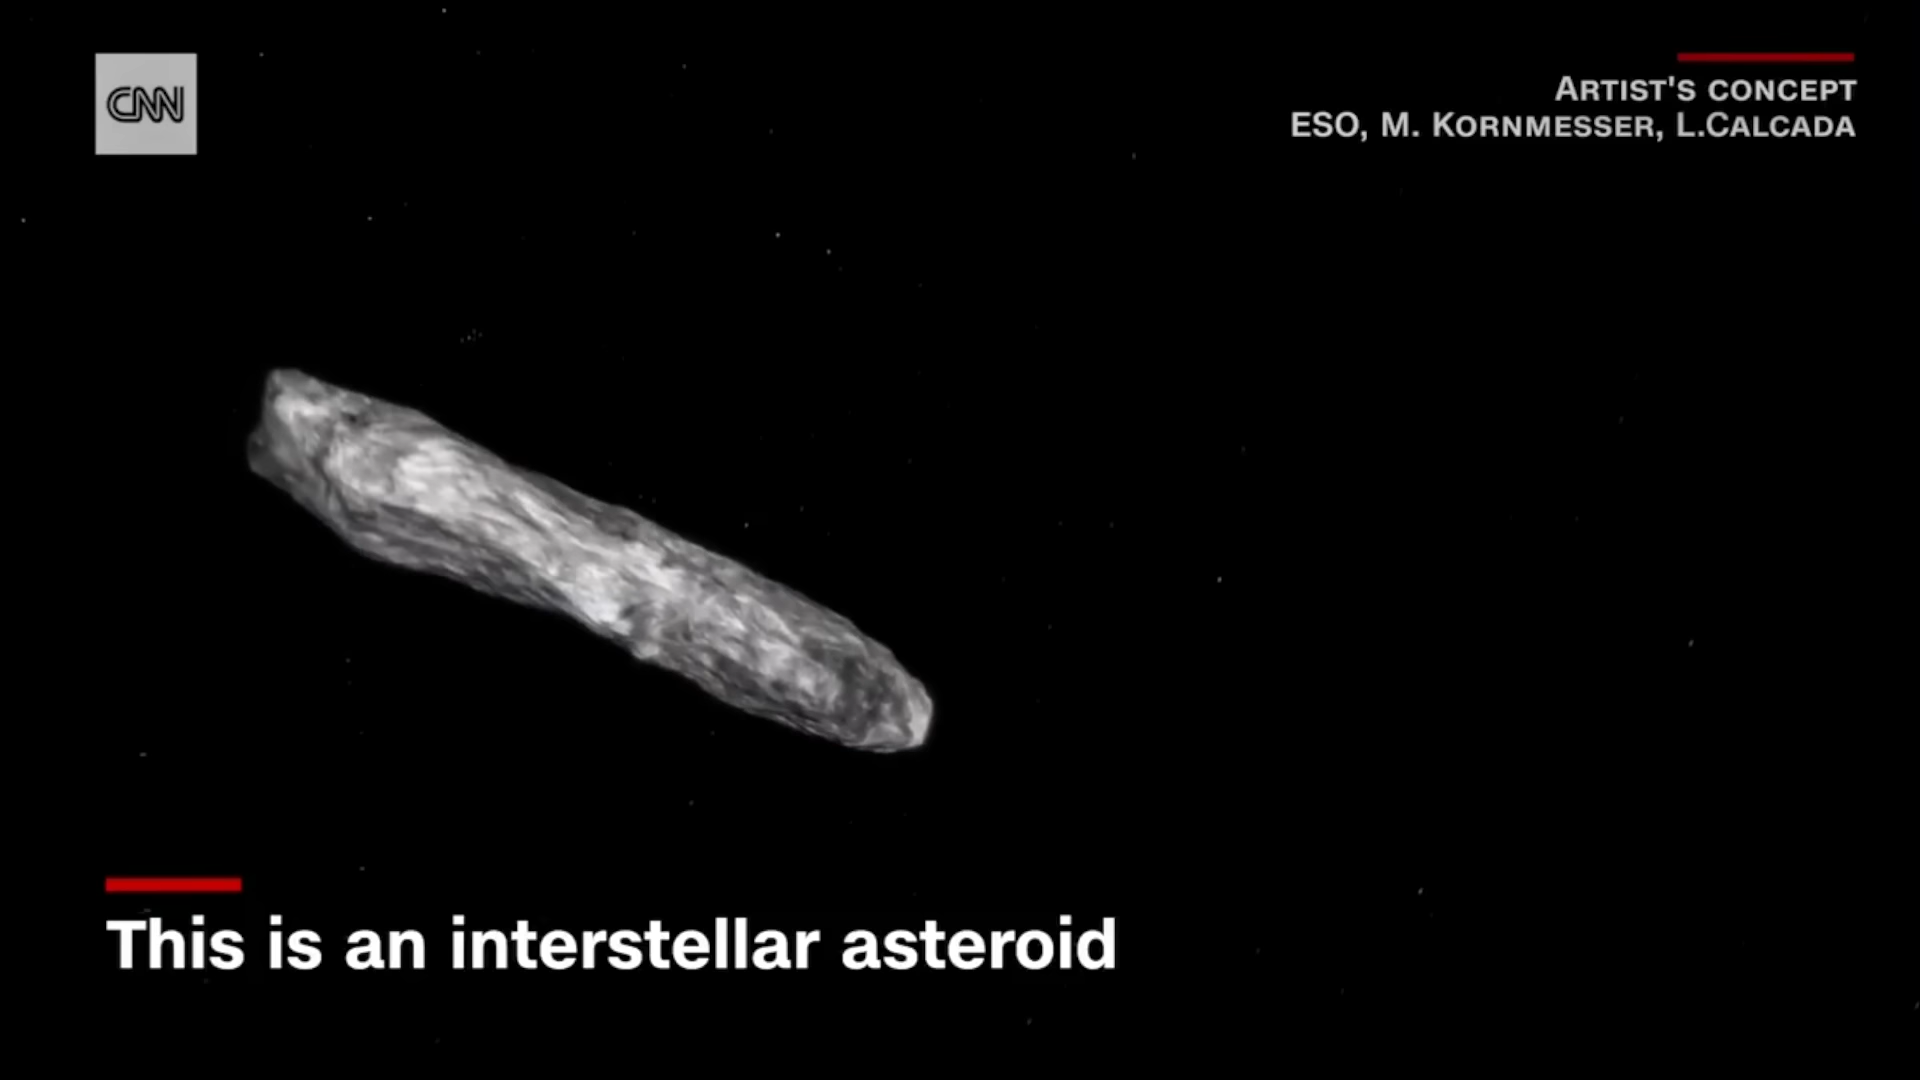 CNN
ARTIST'S CONCEPT
ESO, M. KORNMESSER, L.CALCADA
This is an interstellar asteroid